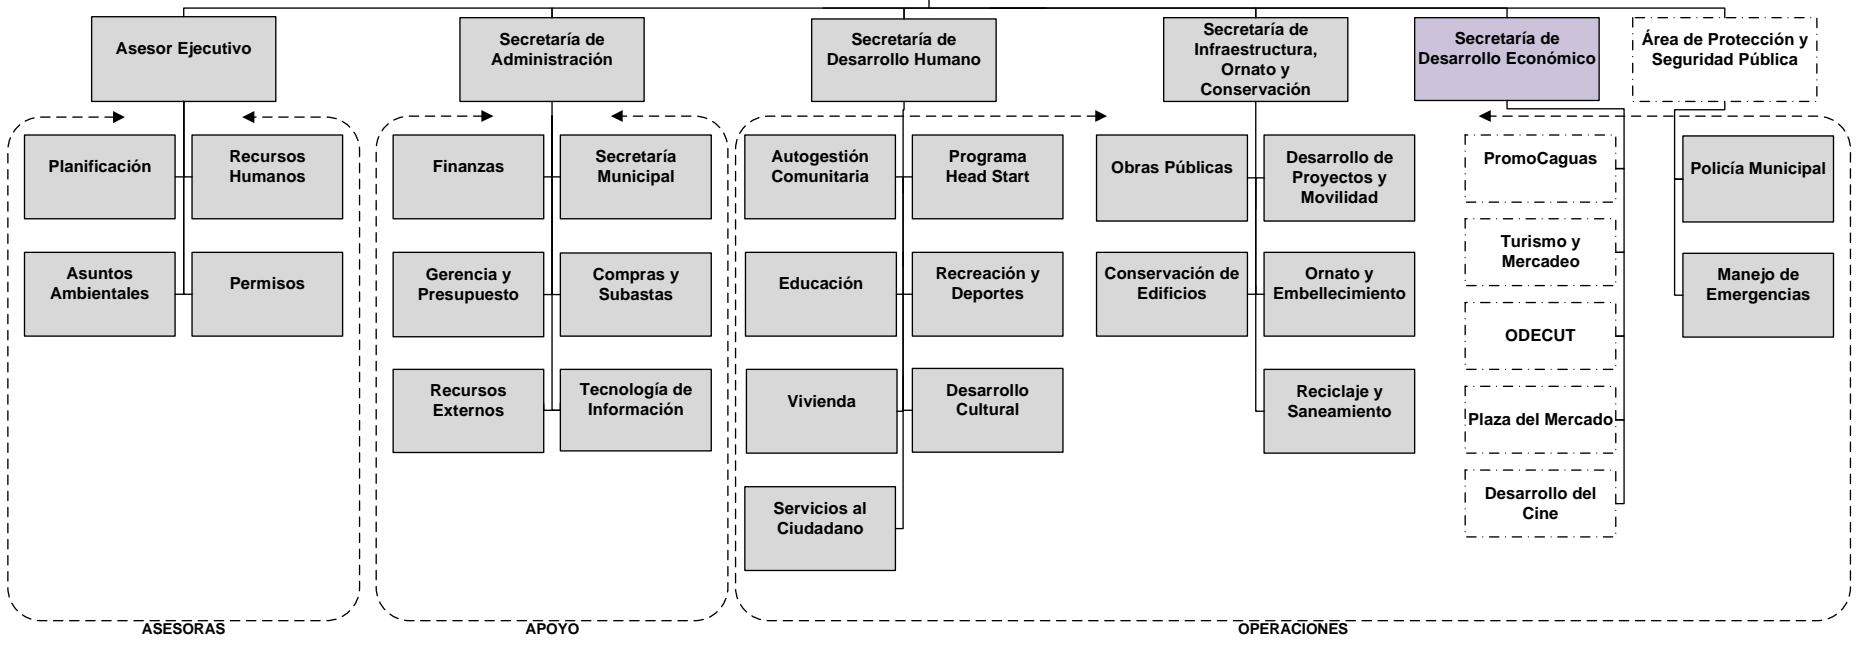 Asesor Ejecutivo
Secretaría de
Administración
Secretaría de
Desarrollo Humano
Secretaría de
Infraestructura,
Ornato y
Conservación
Secretaría de
Desarrollo Económico
Área de Protección y
Seguridad Pública
Planificación
Recursos
Humanos
Asuntos
Ambientales
Permisos
ASESORAS
Finanzas
Secretaría
Municipal
Gerencia y
Presupuesto
Compras y
Subastas
Recursos
Externos
Tecnología de
Información
APOYO
Autogestión
Comunitaria
Programa
Head Start
Educación
Recreación y
Deportes
Vivienda
Desarrollo
Cultural
Servicios al
Ciudadano
Obras Públicas
Desarrollo de
Proyectos y
Movilidad
Conservación de
Edificios
Ornato y
Embellecimiento
Reciclaje y
Saneamiento
PromoCaguas
Turismo y
Mercadeo
ODECUT
Plaza del Mercado
Desarrollo del
Cine
Policía Municipal
Manejo de
Emergencias
OPERACIONES